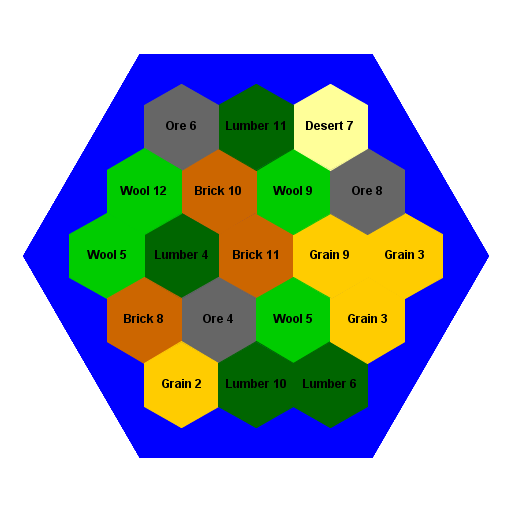 Ore 6 Lumber 11 Desert 7
Wool 12 Brick 10 Wool 9 Ore 8
Wool 5 Lumber 4 Brick 11 Grain 9 Grain 3
Brick 8 Ore 4 Wool 5 Grain 3
Grain 2 Lumber 10 Lumber 6